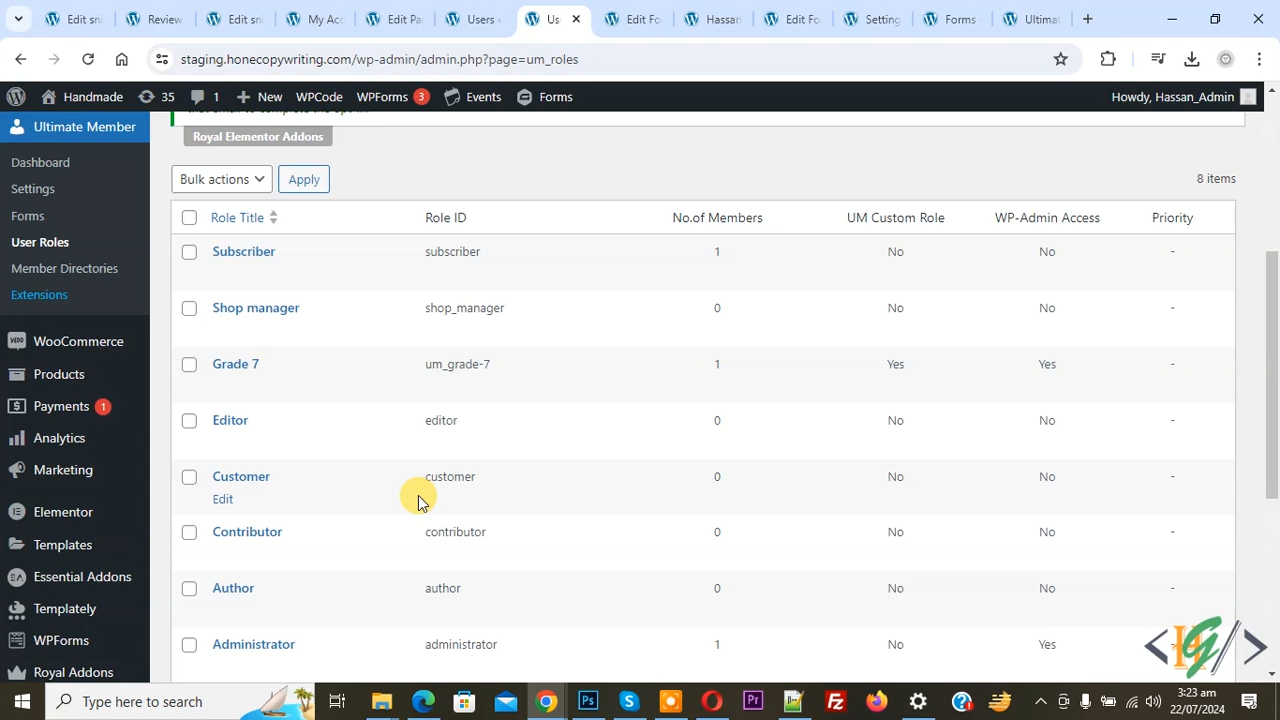 Edit sni
Review
Edit sni
My Acc
Edit Pa
Users
Us
Edit Fo
Hassan
Edit Fo
Setting
Forms
Ultimat
staging.honecopywriting.com/wp-admin/admin.php?page=um_roles
Handmade 35 1 New WPCode WPForms 3 Events Forms Howdy, Hassan_Admin
Ultimate Member
Dashboard
Settings
Forms
User Roles
Member Directories
Extensions
WooCommerce
Products
Payments 1
Analytics
Marketing
Elementor
Templates
Essential Addons
Templately
WPForms
Royal Addons
Royal Elementor Addons
Bulk actions Apply 8 items
Role Title Role ID No.of Members UM Custom Role WP-Admin Access Priority
Subscriber subscriber 1 No No -
Shop manager shop_manager 0 No No -
Grade 7 um_grade-7 1 Yes Yes -
Editor editor 0 No No -
Customer customer 0 No No -
Edit
Contributor contributor 0 No No -
Author author 0 No No -
Administrator administrator 1 No Yes
Type here to search
3:23 am
22/07/2024